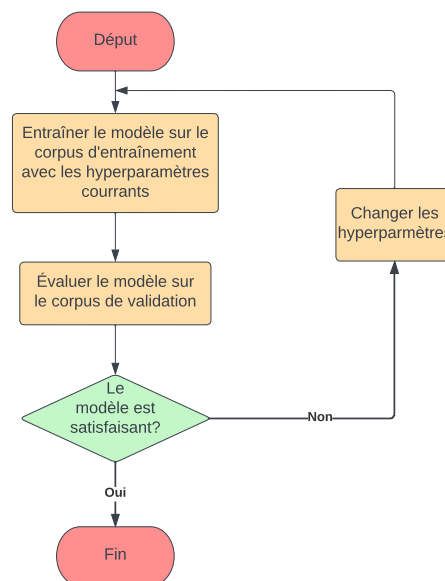 Déput
Entraîner le modèle sur le
corpus d'entraînement
avec les hyperparamètres
courrants
Changer les
hyperparmètres
Évaluer le modèle sur
le corpus de validation
Le
modèle est
satisfaisant?
Non
Oui
Fin